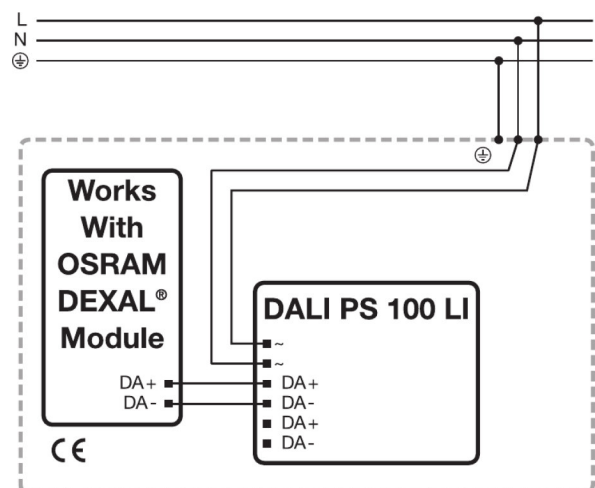 L
N
Works
With
OSRAM
DEXAL®
Module
DA+
DA-
CE
DALI PS 100 LI
~
~
DA+
DA-
DA+
DA-